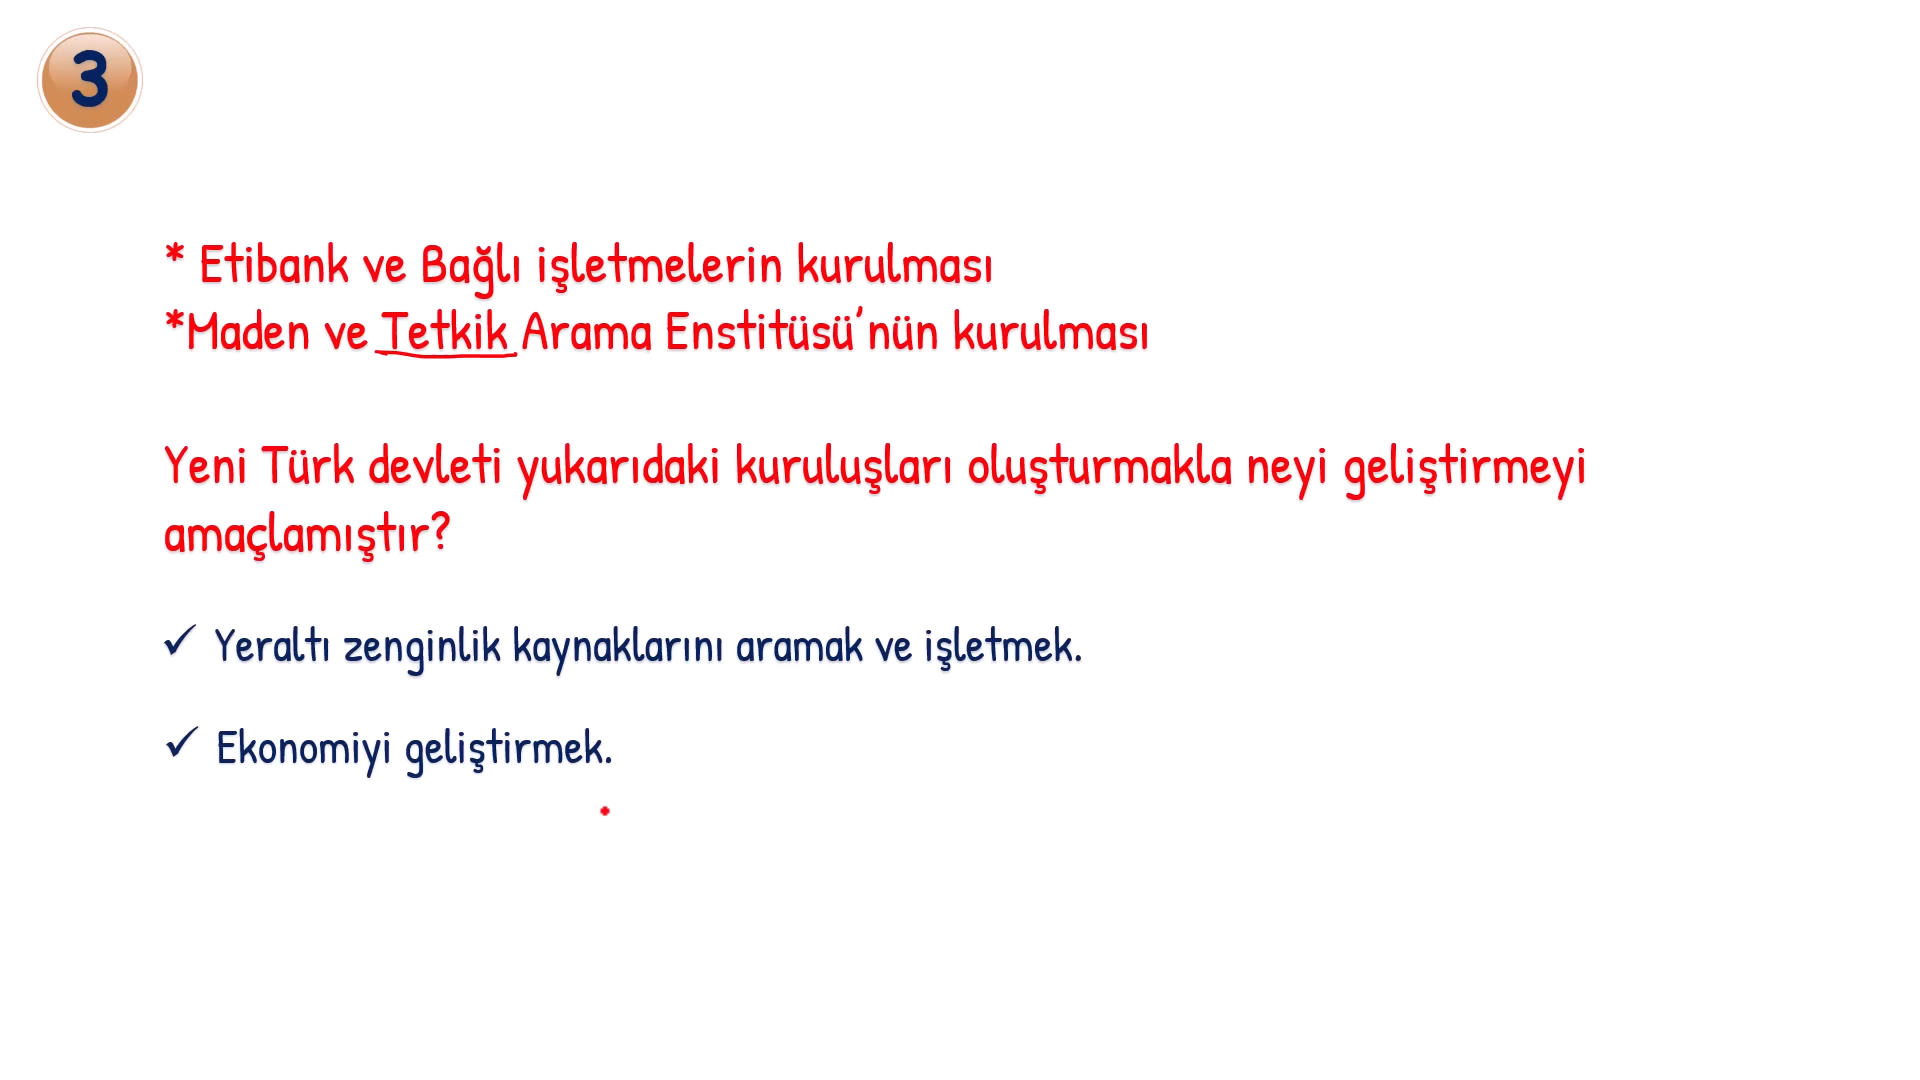 3
* Etibank ve Bağlı işletmelerin kurulması
*Maden ve Tetkik Arama Enstitüsü'nün kurulması
Yeni Türk devleti yukarıdaki kuruluşları oluşturmakla neyi geliştirmeyi
amaçlamıştır?
✓ Yeraltı zenginlik kaynaklarını aramak ve işletmek.
✓ Ekonomiyi geliştirmek.